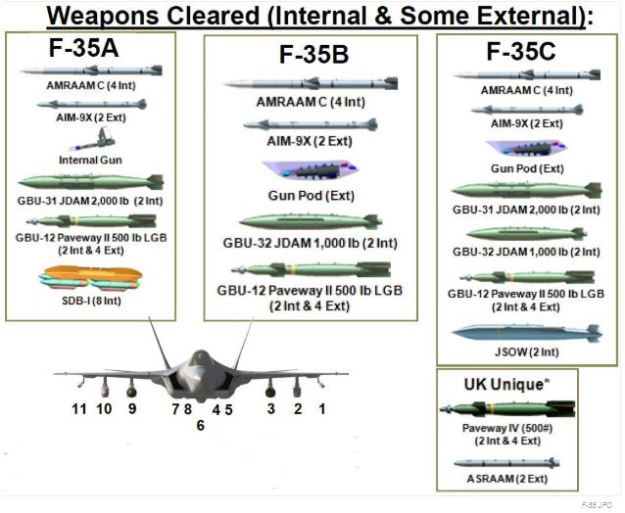 Weapons Cleared (Internal & Some External):
F-35A
AMRAAM C (4 Int)
AIM-9X (2 Ext)
Internal Gun
GBU-31 JDAM 2,000 lb (2 Int)
GBU-12 Paveway II 500 lb LGB
(2 Int & 4 Ext)
SDB-I (8 Int)
F-35B
AMRAAM C (4 Int)
AIM-9X (2 Ext)
Gun Pod (Ext)
GBU-32 JDAM 1,000 lb (2 Int)
GBU-12 Paveway II 500 lb LGB
(2 Int & 4 Ext)
F-35C
AMRAAM C (4 Int)
AIM-9X (2 Ext)
Gun Pod (Ext)
GBU-31 JDAM 2,000 lb (2 Int)
GBU-32 JDAM 1,000 lb (2 Int)
GBU-12 Paveway II 500 lb LGB
(2 Int & 4 Ext)
JSOW (2 Int)
11 10 9 7 8 4 5 3 2 1
6
UK Unique*
Paveway IV (500#)
(2 Int & 4 Ext)
ASRAAM (2 Ext)
F-35 JPO